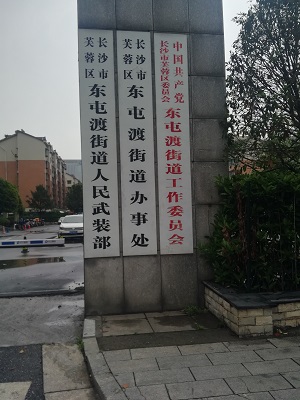 中国共产党
长沙市芙蓉区委员会
东屯渡街道工作委员会
长沙市
芙蓉区
东屯渡街道办事处
长沙市
芙蓉区
东屯渡街道人民武装部